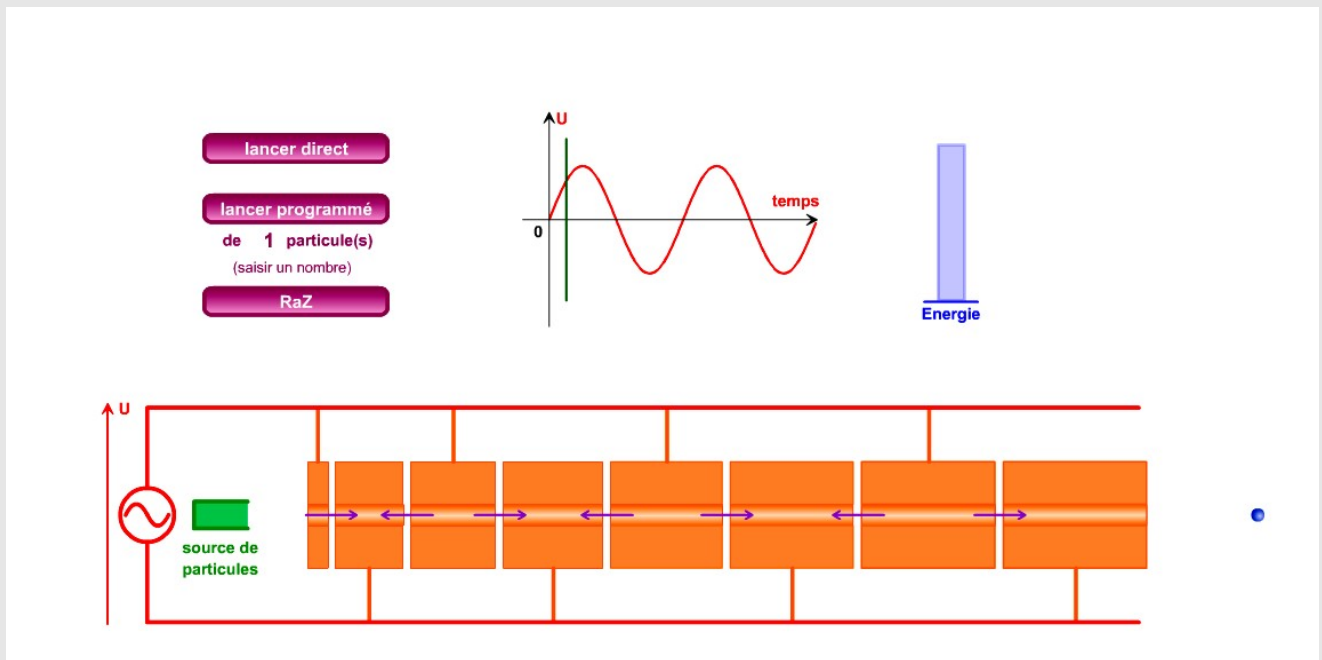 lancer direct
lancer programmé
de 1 particule(s)
(saisir un nombre)
RaZ
U
temps
0
Energie
U
source de
particules